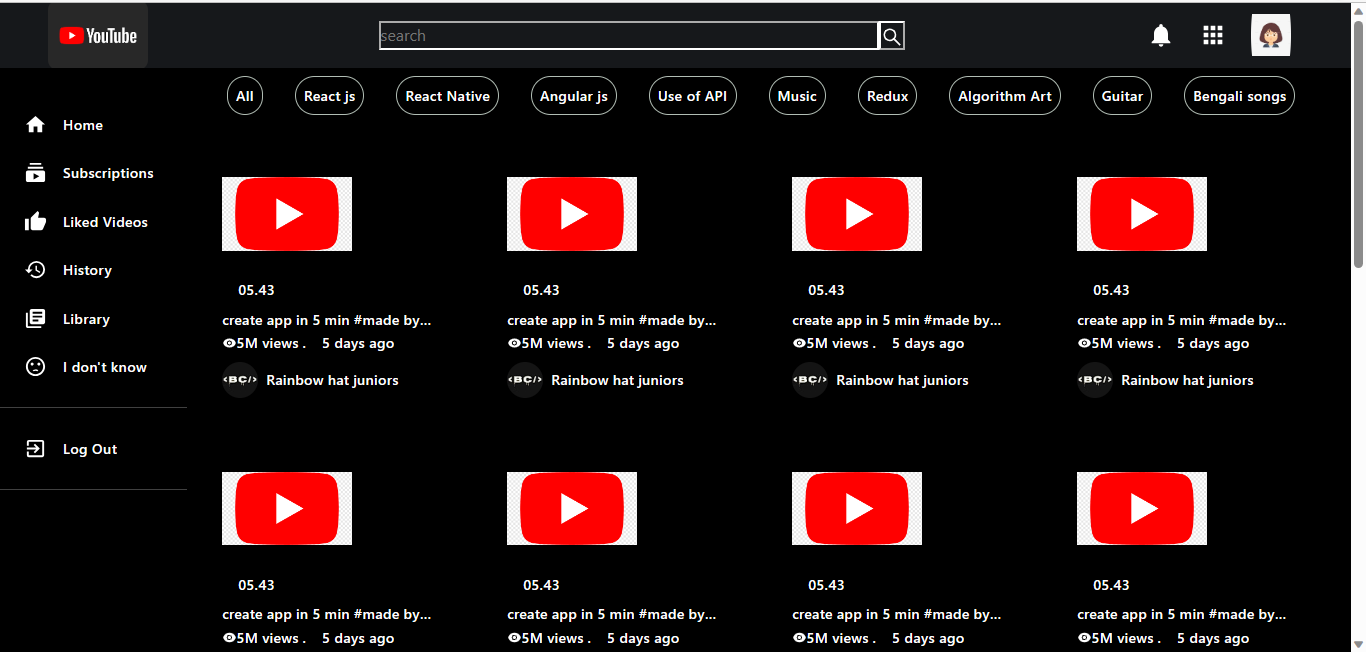 YouTube
search
All React js React Native Angular js Use of API Music Redux Algorithm Art Guitar Bengali songs
Home
Subscriptions
Liked Videos
History
Library
I don't know
Log Out
05.43 05.43 05.43 05.43
create app in 5 min #made by... create app in 5 min #made by... create app in 5 min #made by... create app in 5 min #made by...
5M views . 5 days ago 5M views . 5 days ago 5M views . 5 days ago 5M views . 5 days ago
<BC/> Rainbow hat juniors <BC/> Rainbow hat juniors <BC/> Rainbow hat juniors <BC/> Rainbow hat juniors
05.43 05.43 05.43 05.43
create app in 5 min #made by... create app in 5 min #made by... create app in 5 min #made by... create app in 5 min #made by...
5M views . 5 days ago 5M views . 5 days ago 5M views . 5 days ago 5M views . 5 days ago